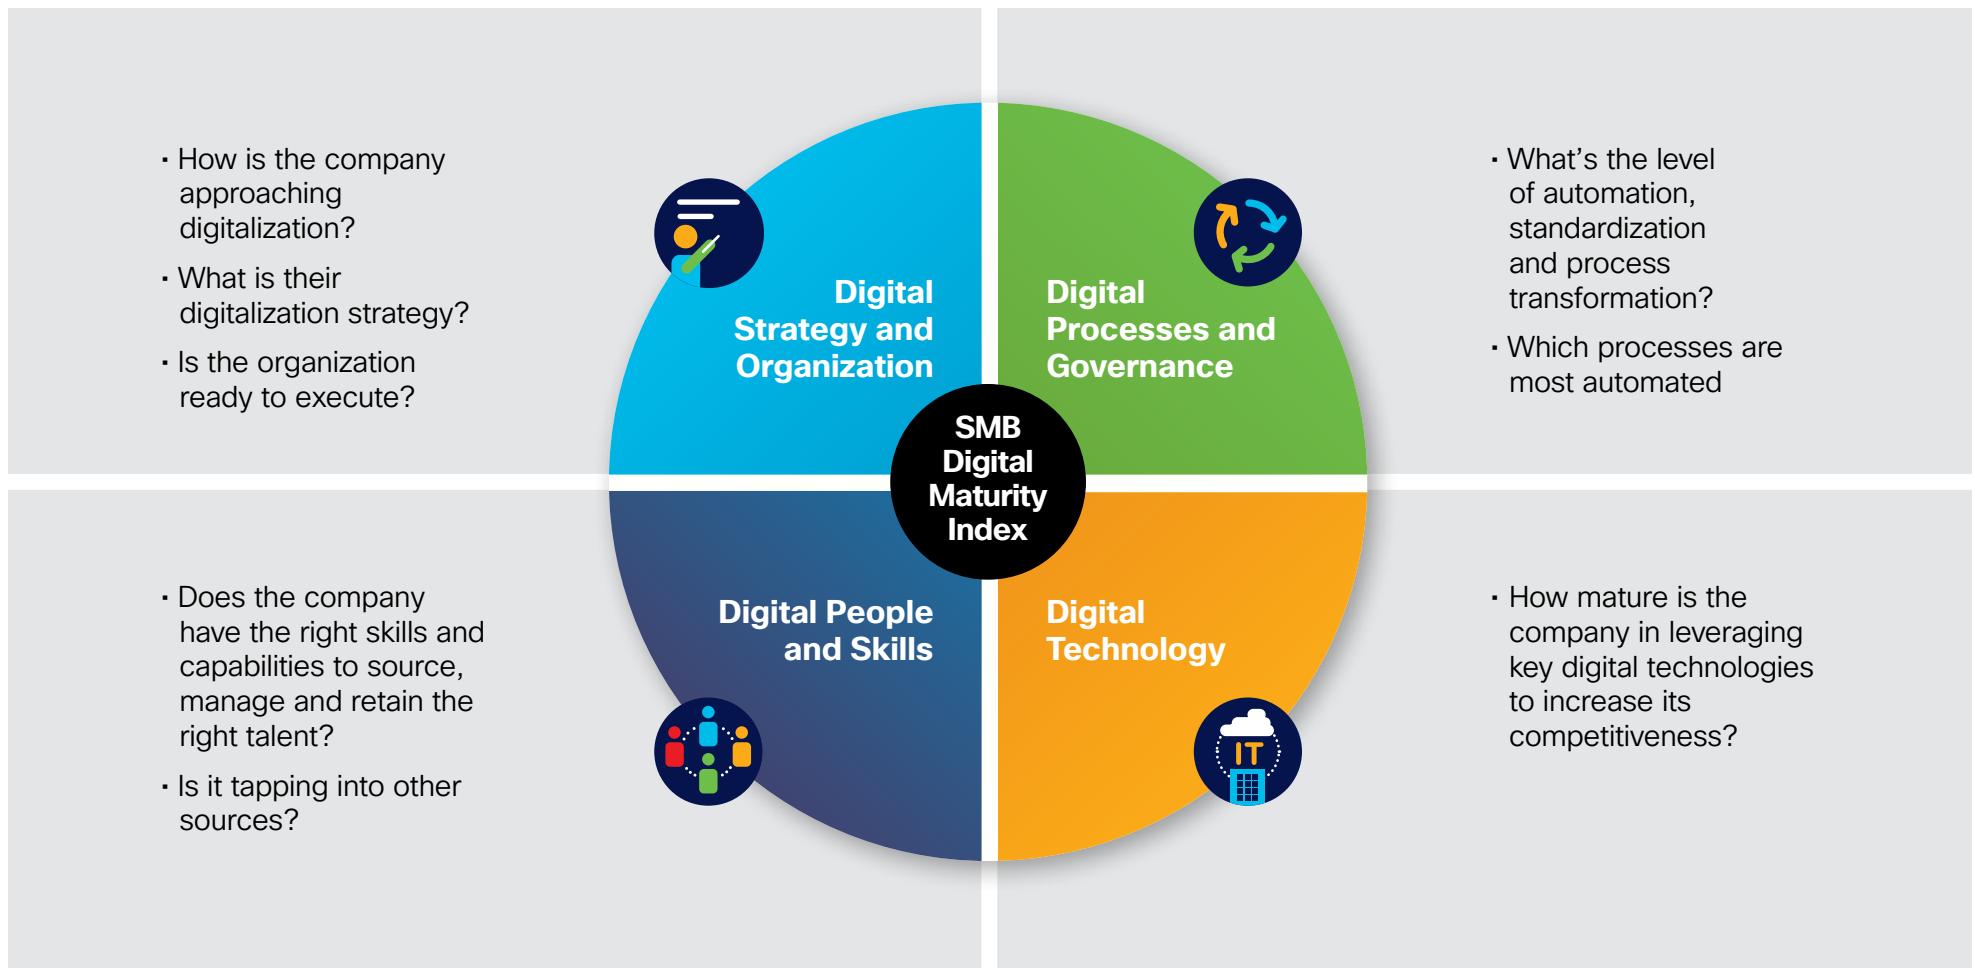 · How is the company
approaching
digitalization?
· What is their
digitalization strategy?
· Is the organization
ready to execute?
Digital
Strategy and
Organization
Digital
Processes and
Governance
· What’s the level
of automation,
standardization
and process
transformation?
· Which processes are
most automated
SMB
Digital
Maturity
Index
· Does the company
have the right skills and
capabilities to source,
manage and retain the
right talent?
· Is it tapping into other
sources?
Digital People
and Skills
Digital
Technology
IT
· How mature is the
company in leveraging
key digital technologies
to increase its
competitiveness?